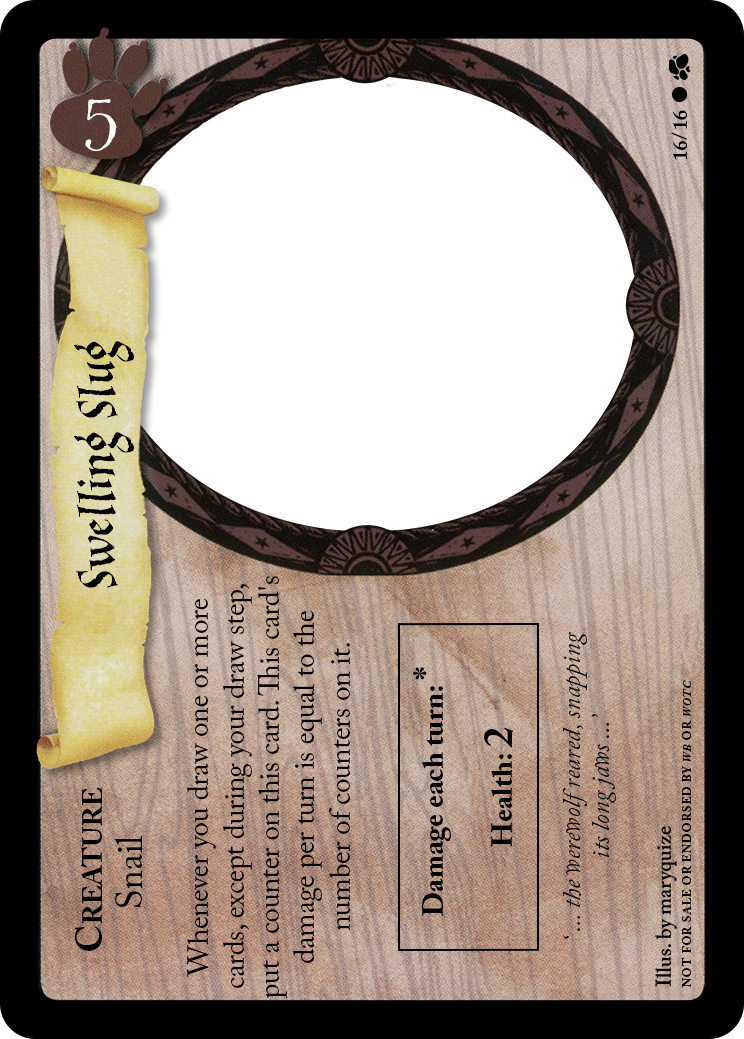 5
Swelling Slug
CREATURE
Snail
Whenever you draw one or more
cards, except during your draw step,
put a counter on this card. This card's
damage per turn is equal to the
number of counters on it.
Damage each turn: *
Health: 2
‘… the werewolf reared, snapping
its long jaws …’
Illus. by maryquize
NOT FOR SALE OR ENDORSED BY WB OR WOTC
16/16